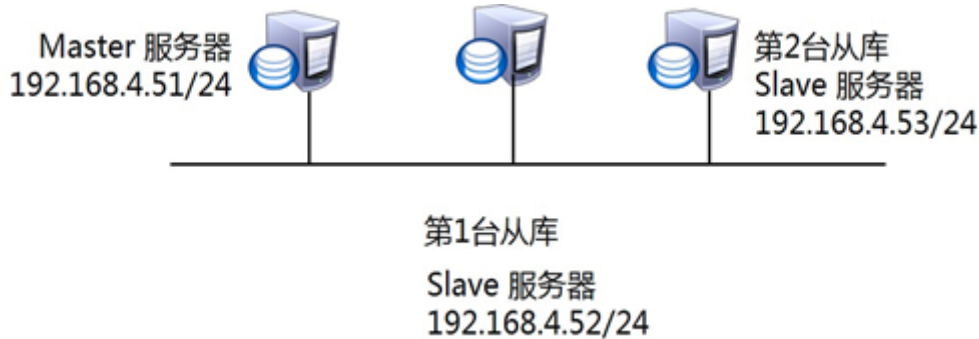 Master 服务器
192.168.4.51/24
第2台从库
Slave 服务器
192.168.4.53/24
第1台从库
Slave 服务器
192.168.4.52/24